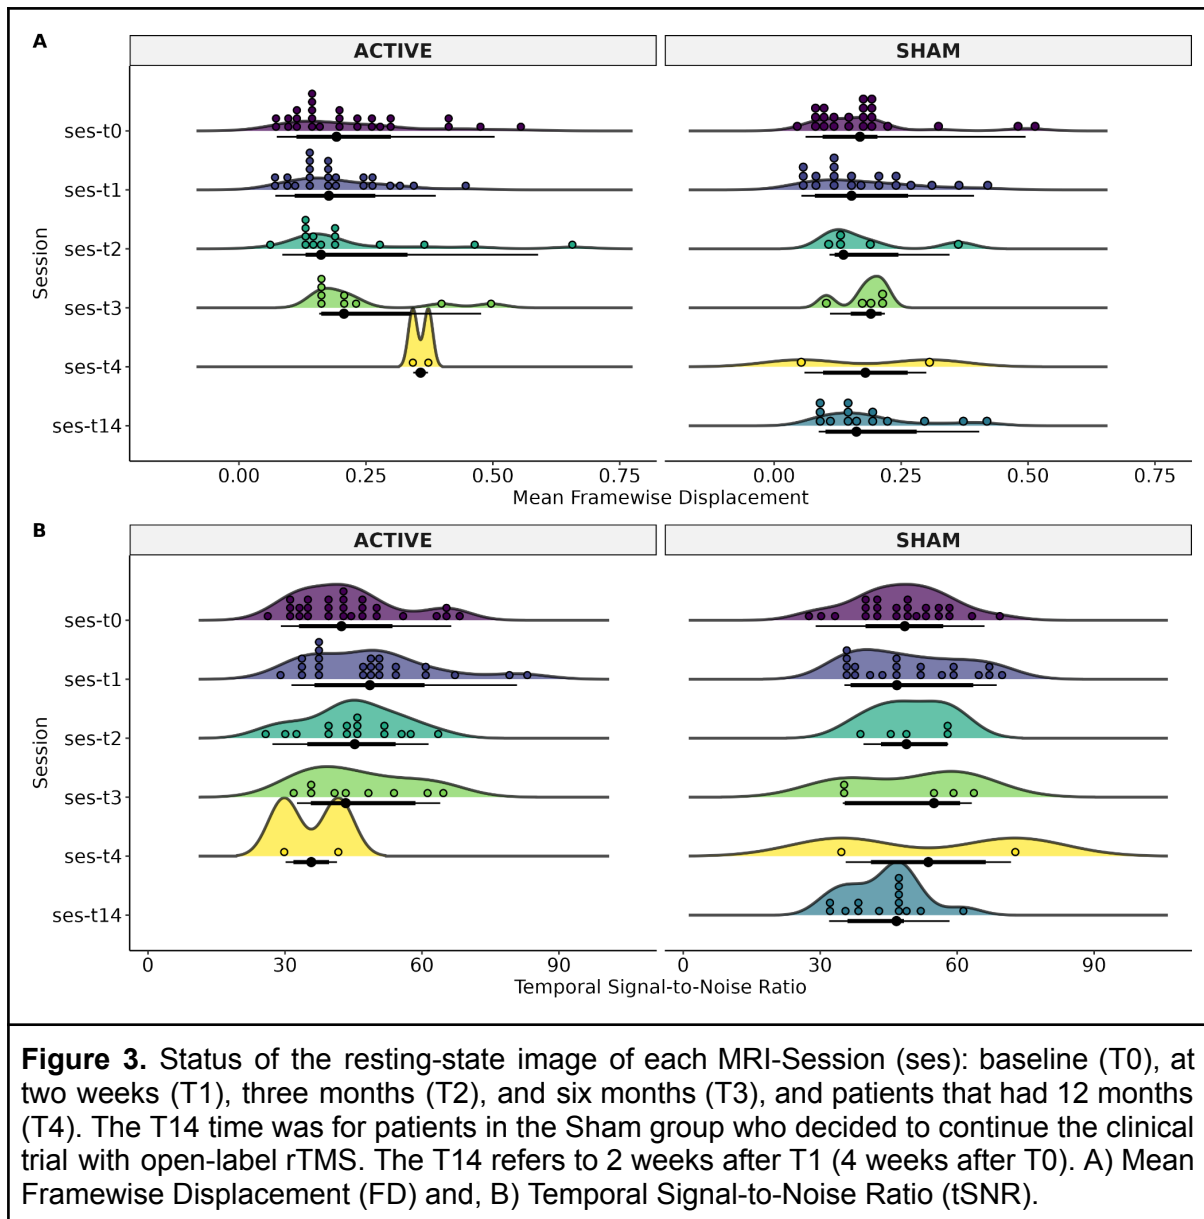 A
ACTIVE
SHAM
Session
ses-t0
ses-t1
ses-t2
ses-t3
ses-t4
ses-t14
0.00 0.25 0.50 0.75 0.00 0.25 0.50 0.75
Mean Framewise Displacement
B
ACTIVE
SHAM
Session
ses-t0
ses-t1
ses-t2
ses-t3
ses-t4
ses-t14
0 30 60 90 0 30 60 90
Temporal Signal-to-Noise Ratio
Figure 3. Status of the resting-state image of each MRI-Session (ses): baseline (T0), at
two weeks (T1), three months (T2), and six months (T3), and patients that had 12 months
(T4). The T14 time was for patients in the Sham group who decided to continue the clinical
trial with open-label rTMS. The T14 refers to 2 weeks after T1 (4 weeks after T0). A) Mean
Framewise Displacement (FD) and, B) Temporal Signal-to-Noise Ratio (tSNR).